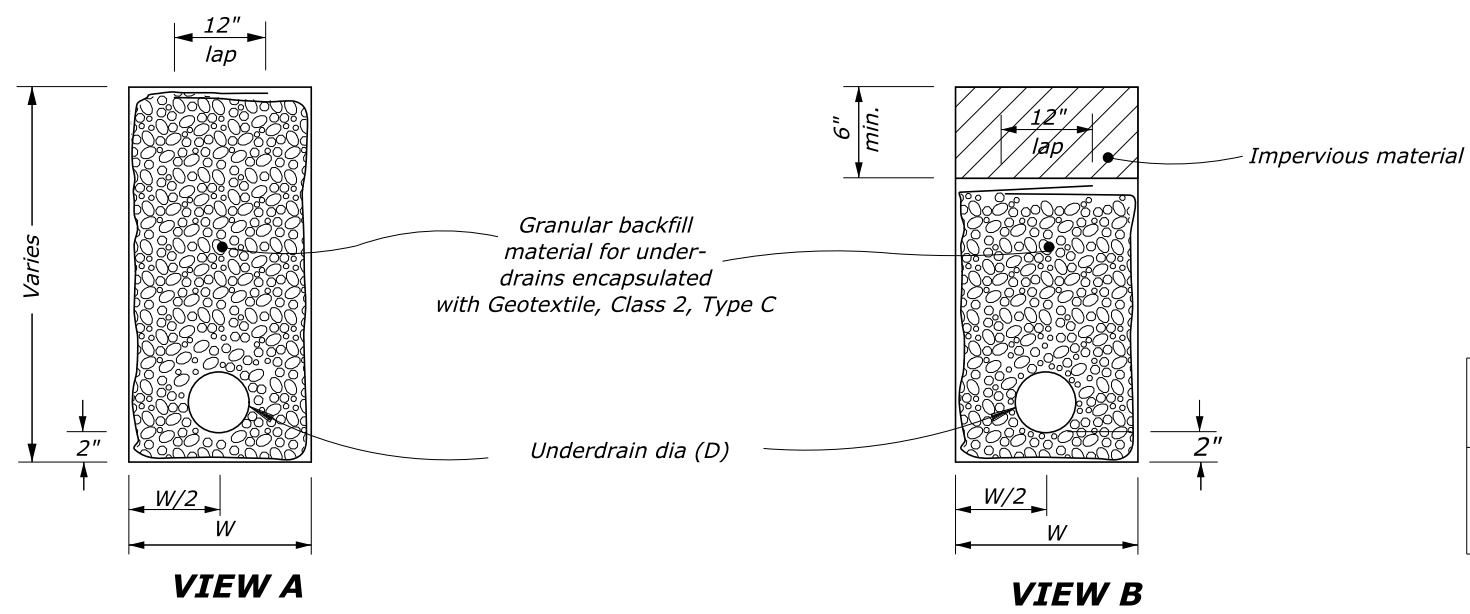 12"
lap
Varies
2"
W/2
W
VIEW A
Granular backfill
material for under-
drains encapsulated
with Geotextile, Class 2, Type C
Underdrain dia (D)
6"
min.
12"
lap
Impervious material
2"
W/2
W
VIEW B